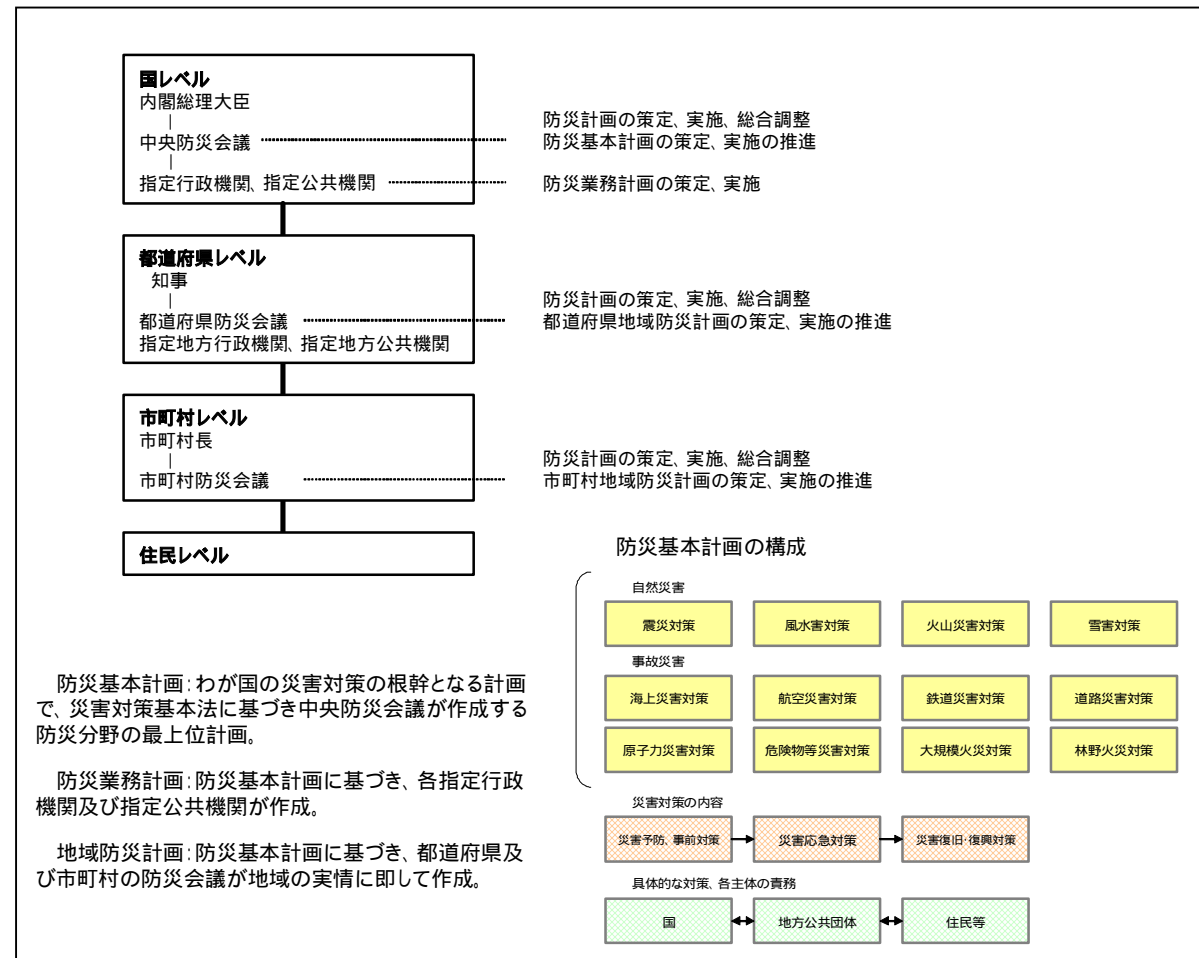 国レベル
内閣総理大臣
中央防災会議
指定行政機関、指定公共機関
防災計画の策定、実施、総合調整
防災基本計画の策定、実施の推進
防災業務計画の策定、実施
都道府県レベル
知事
都道府県防災会議
指定地方行政機関、指定地方公共機関
防災計画の策定、実施、総合調整
都道府県地域防災計画の策定、実施の推進
市町村レベル
市町村長
市町村防災会議
防災計画の策定、実施、総合調整
市町村地域防災計画の策定、実施の推進
住民レベル
防災基本計画:わが国の災害対策の根幹となる計画
で、災害対策基本法に基づき中央防災会議が作成する
防災分野の最上位計画。
防災業務計画:防災基本計画に基づき、各指定行政
機関及び指定公共機関が作成。
地域防災計画:防災基本計画に基づき、都道府県及
び市町村の防災会議が地域の実情に即して作成。
防災基本計画の構成
自然災害
震災対策 風水害対策 火山災害対策 雪害対策
事故災害
海上災害対策 航空災害対策 鉄道災害対策 道路災害対策
原子力災害対策 危険物等災害対策 大規模火災対策 林野火災対策
災害対策の内容
災害予防、事前対策 災害応急対策 災害復旧・復興対策
具体的な対策、各主体の責務
国 地方公共団体 住民等